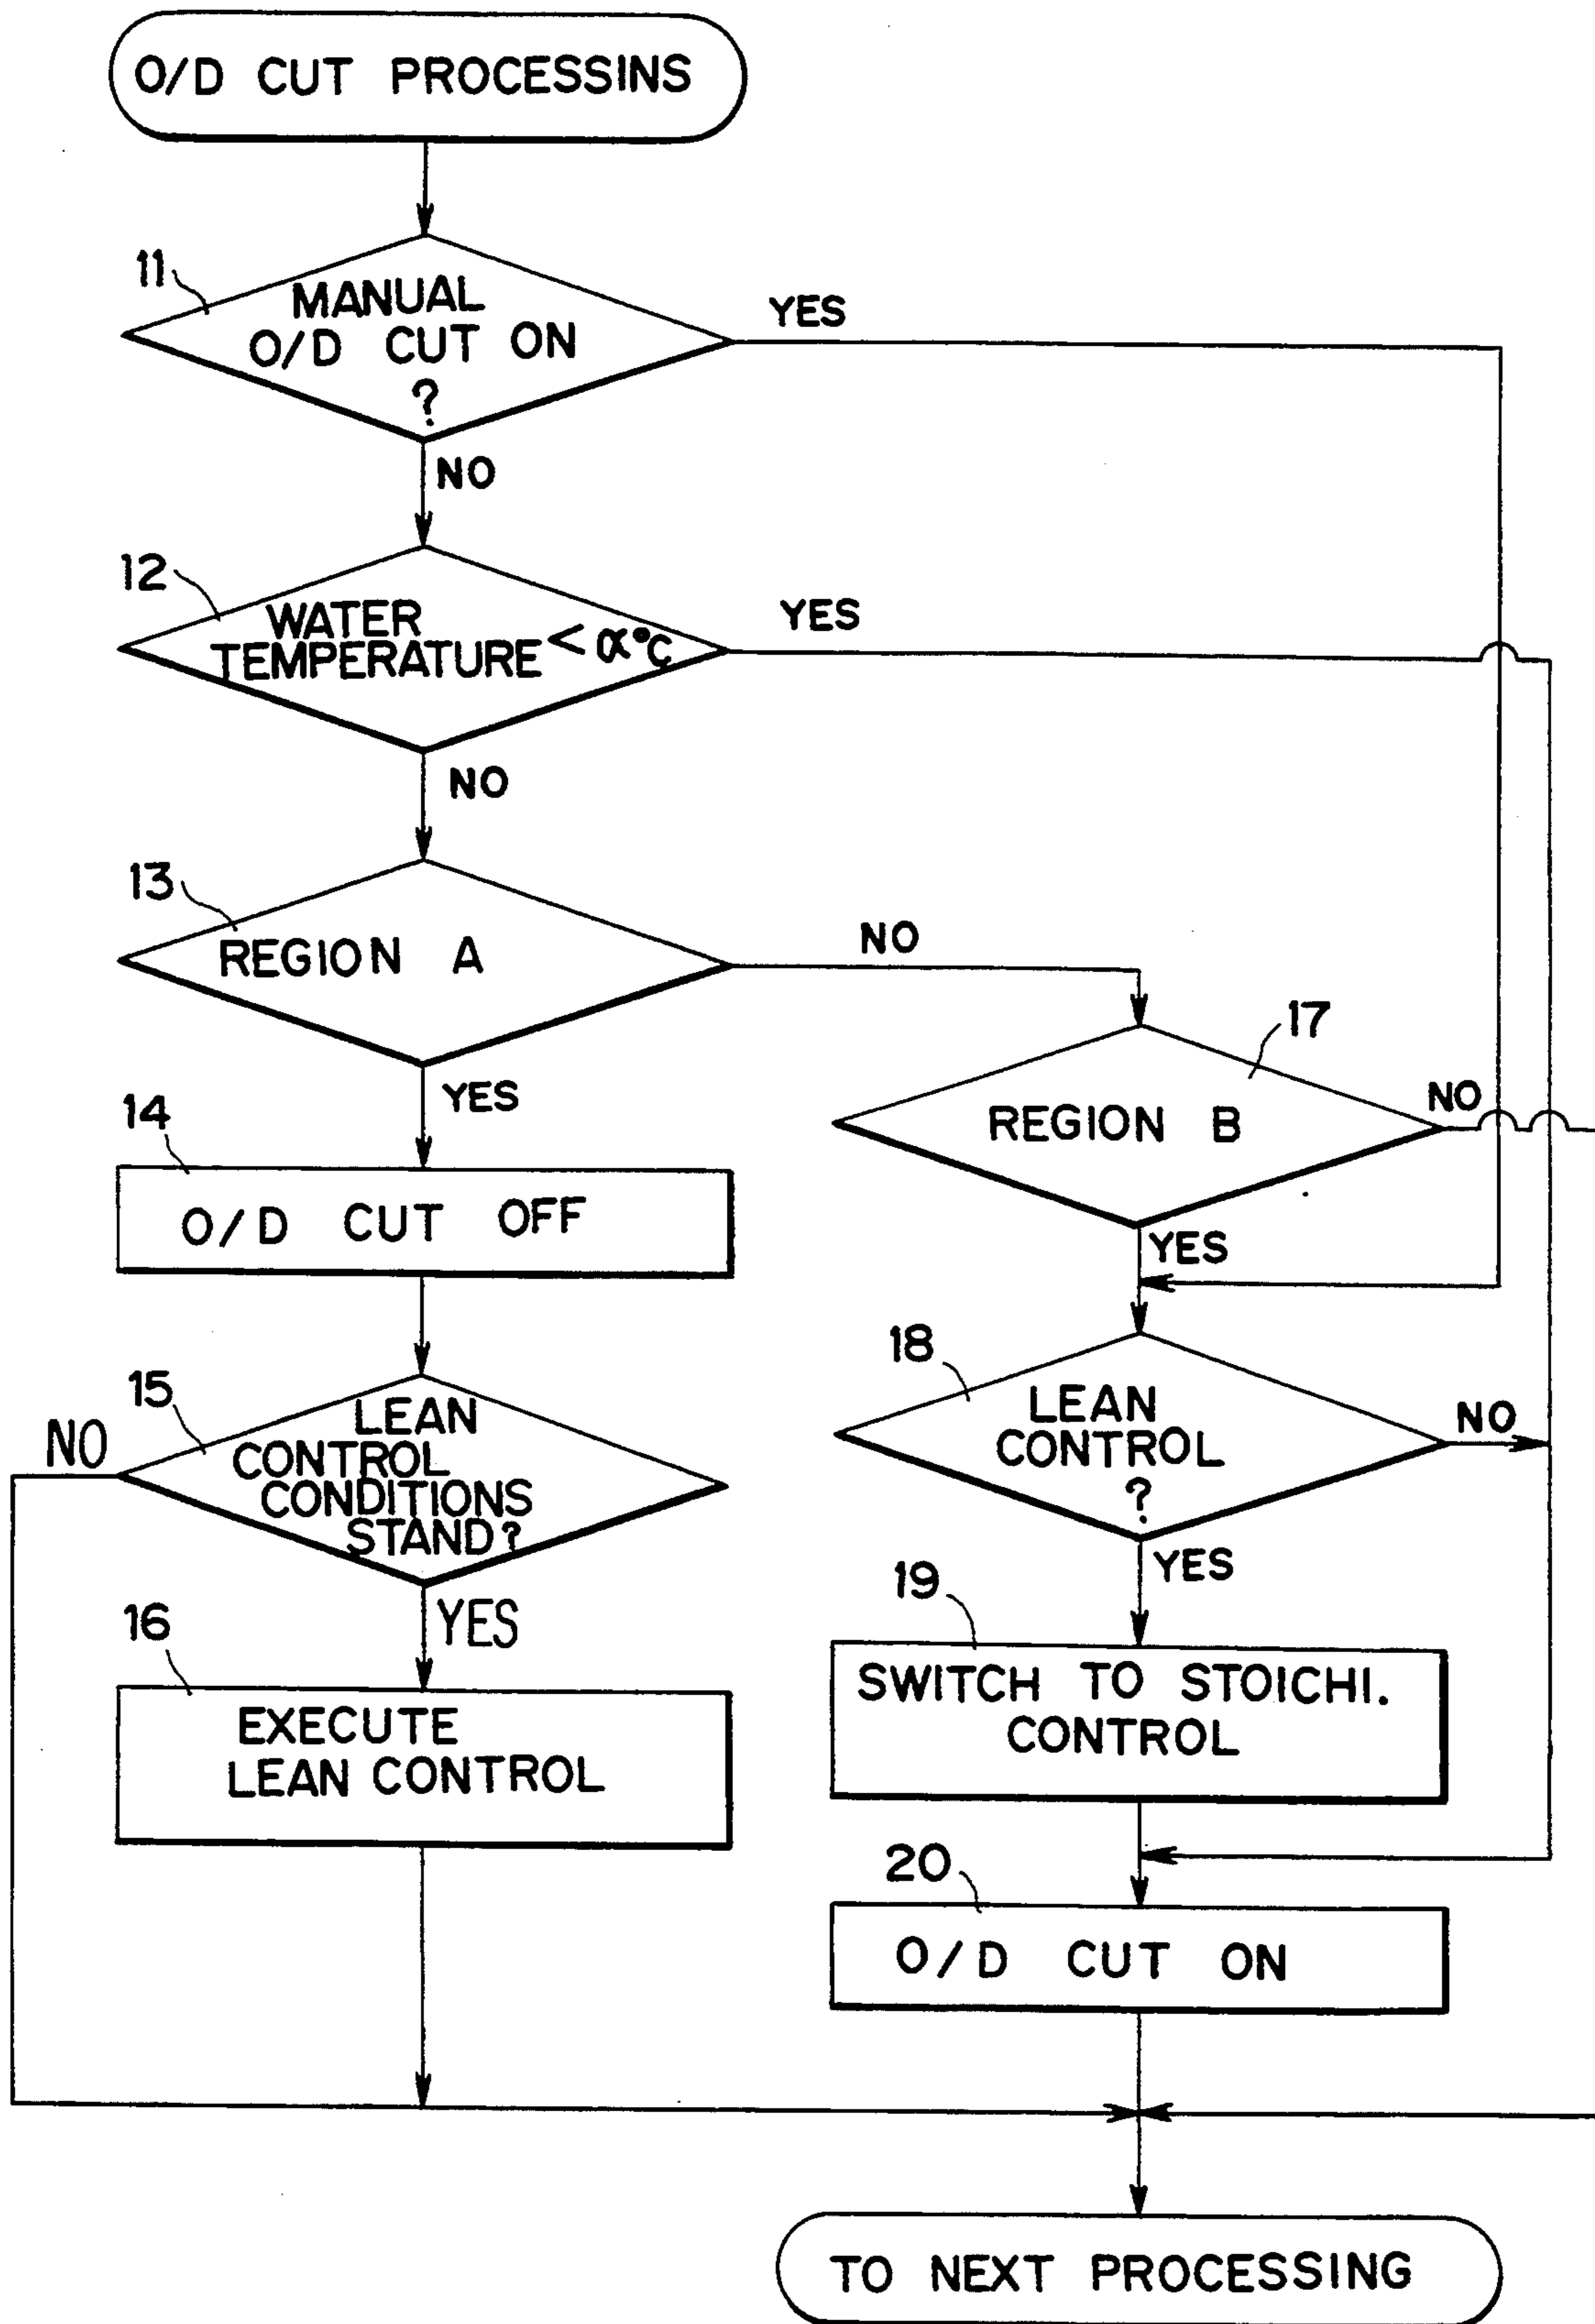 O/D CUT PROCESSINS
11
MANUAL
O/D CUT ON
?
YES
NO
12
WATER
TEMPERATURE < α°C
YES
NO
13
REGION A
NO
YES
17
REGION B
NO
YES
14
O/D CUT OFF
15
LEAN
CONTROL
CONDITIONS
STAND?
NO
YES
16
EXECUTE
LEAN CONTROL
18
LEAN
CONTROL
?
NO
YES
19
SWITCH TO STOICHI.
CONTROL
20
O/D CUT ON
TO NEXT PROCESSING